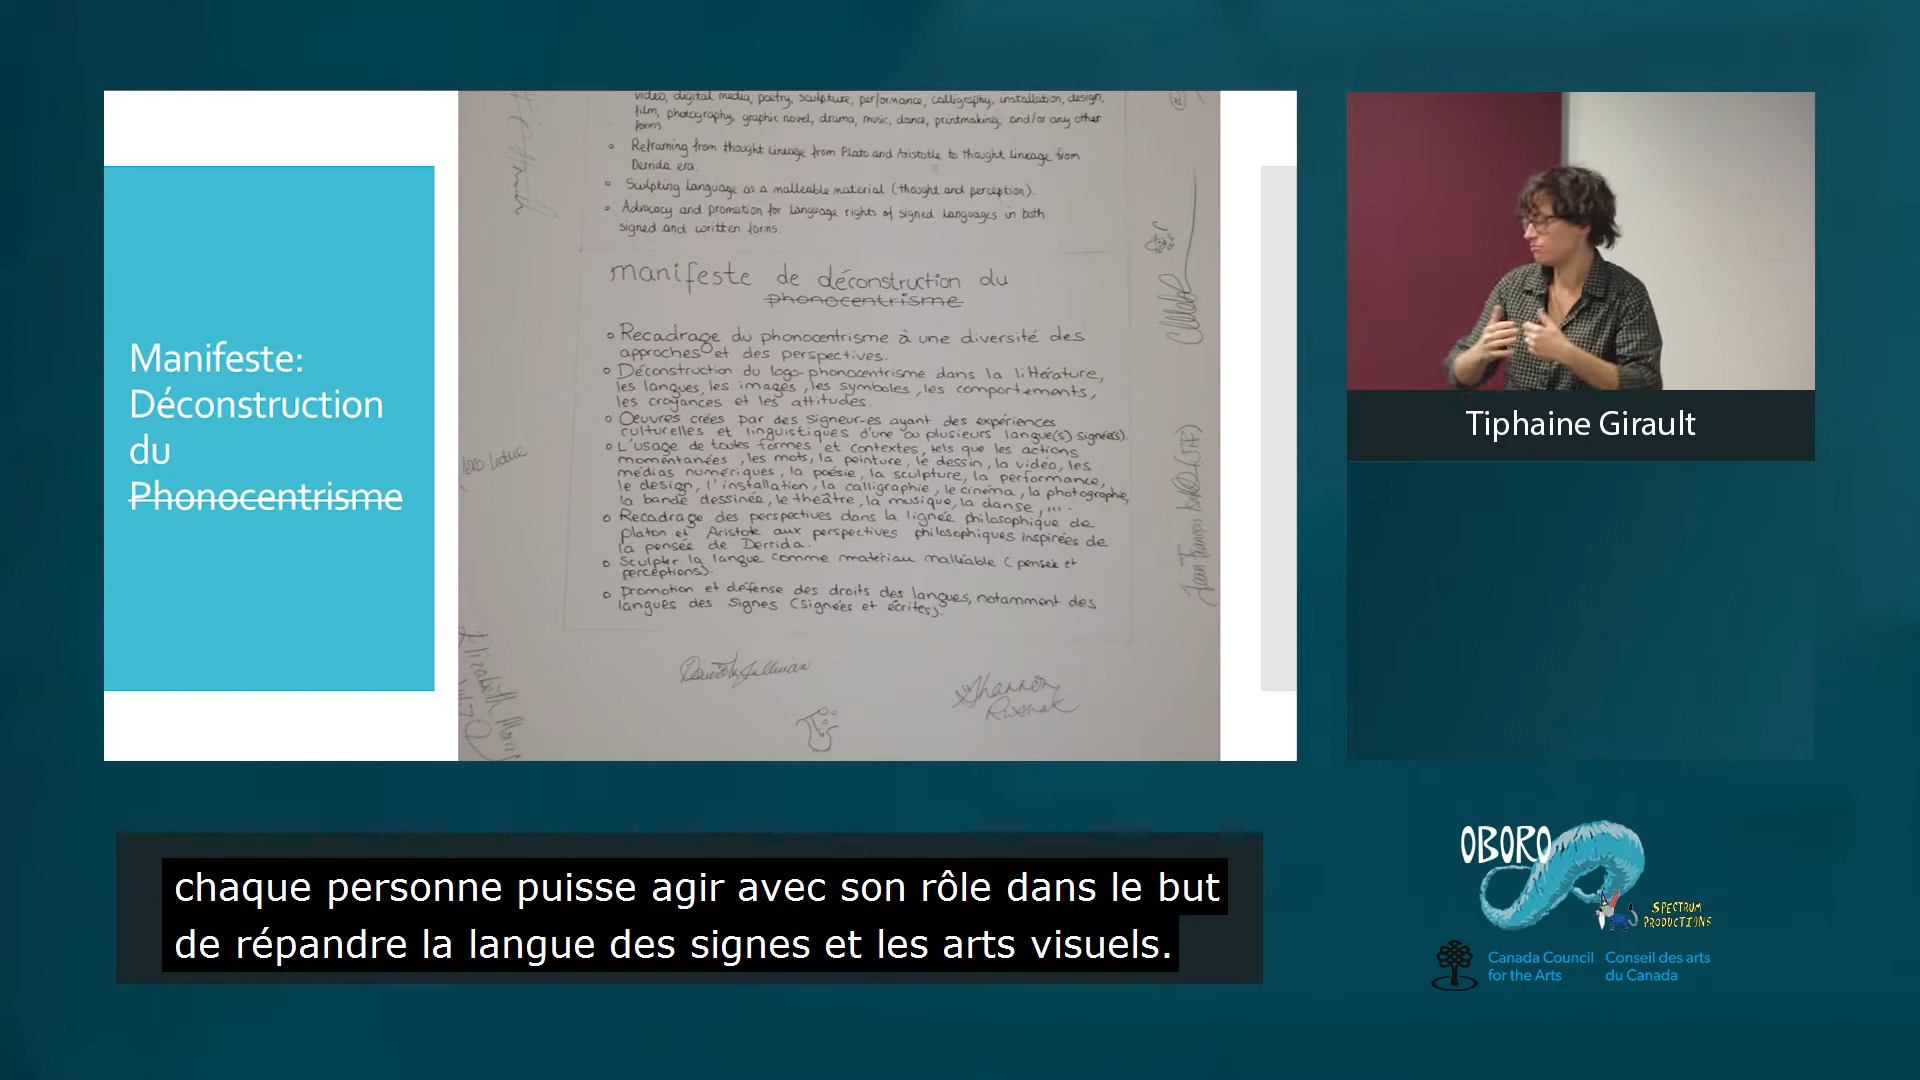 Manifeste:
Déconstruction
du
Phonocentrisme
video, digital media, poetry, sculpture, performance, calligraphy, installation, design,
film, photography, graphic novel, drama, music, dance, printmaking, and/or any other
forms.
Reframing from thought lineage from Plato and Aristotle to thought lineage from
Derrida era.
Sculpting language as a malleable material (thought and perception).
Advocacy and promotion for language rights of signed languages in both
signed and written forms.
manifeste de déconstruction du
phonocentrisme
Recadrage du phonocentrisme à une diversité des
approches et des perspectives.
Déconstruction du logo-phonocentrisme dans la littérature,
les langues, les images, les symboles, les comportements,
les croyances et les attitudes.
Œuvres crées par des signeur-es ayant des expériences
culturelles et linguistiques d'une ou plusieurs langue(s) signée(s).
L'usage de toutes formes et contextes, tels que les actions
momentanées, les mots, la peinture, le dessin, la vidéo, les
médias numériques, la poésie, la sculpture, la performance,
le design, l'installation, la calligraphie, le cinéma, la photographie,
la bande dessinée, le théâtre, la musique, la danse, ....
Recadrage des perspectives dans la lignée philosophique de
platon et Aristote aux perspectives philosophiques inspirées de
la pensée de Derrida.
Sculpter la langue comme matériau malléable (pensée et
perceptions).
promotion et défense des droits des langues, notamment des
langues des signes (signées et écrites).
Shannon
Tiphaine Girault
chaque personne puisse agir avec son rôle dans le but
de répandre la langue des signes et les arts visuels.
OBORO
SPECTRUM
PRODUCTIONS
Canada Council Conseil des arts
for the Arts du Canada